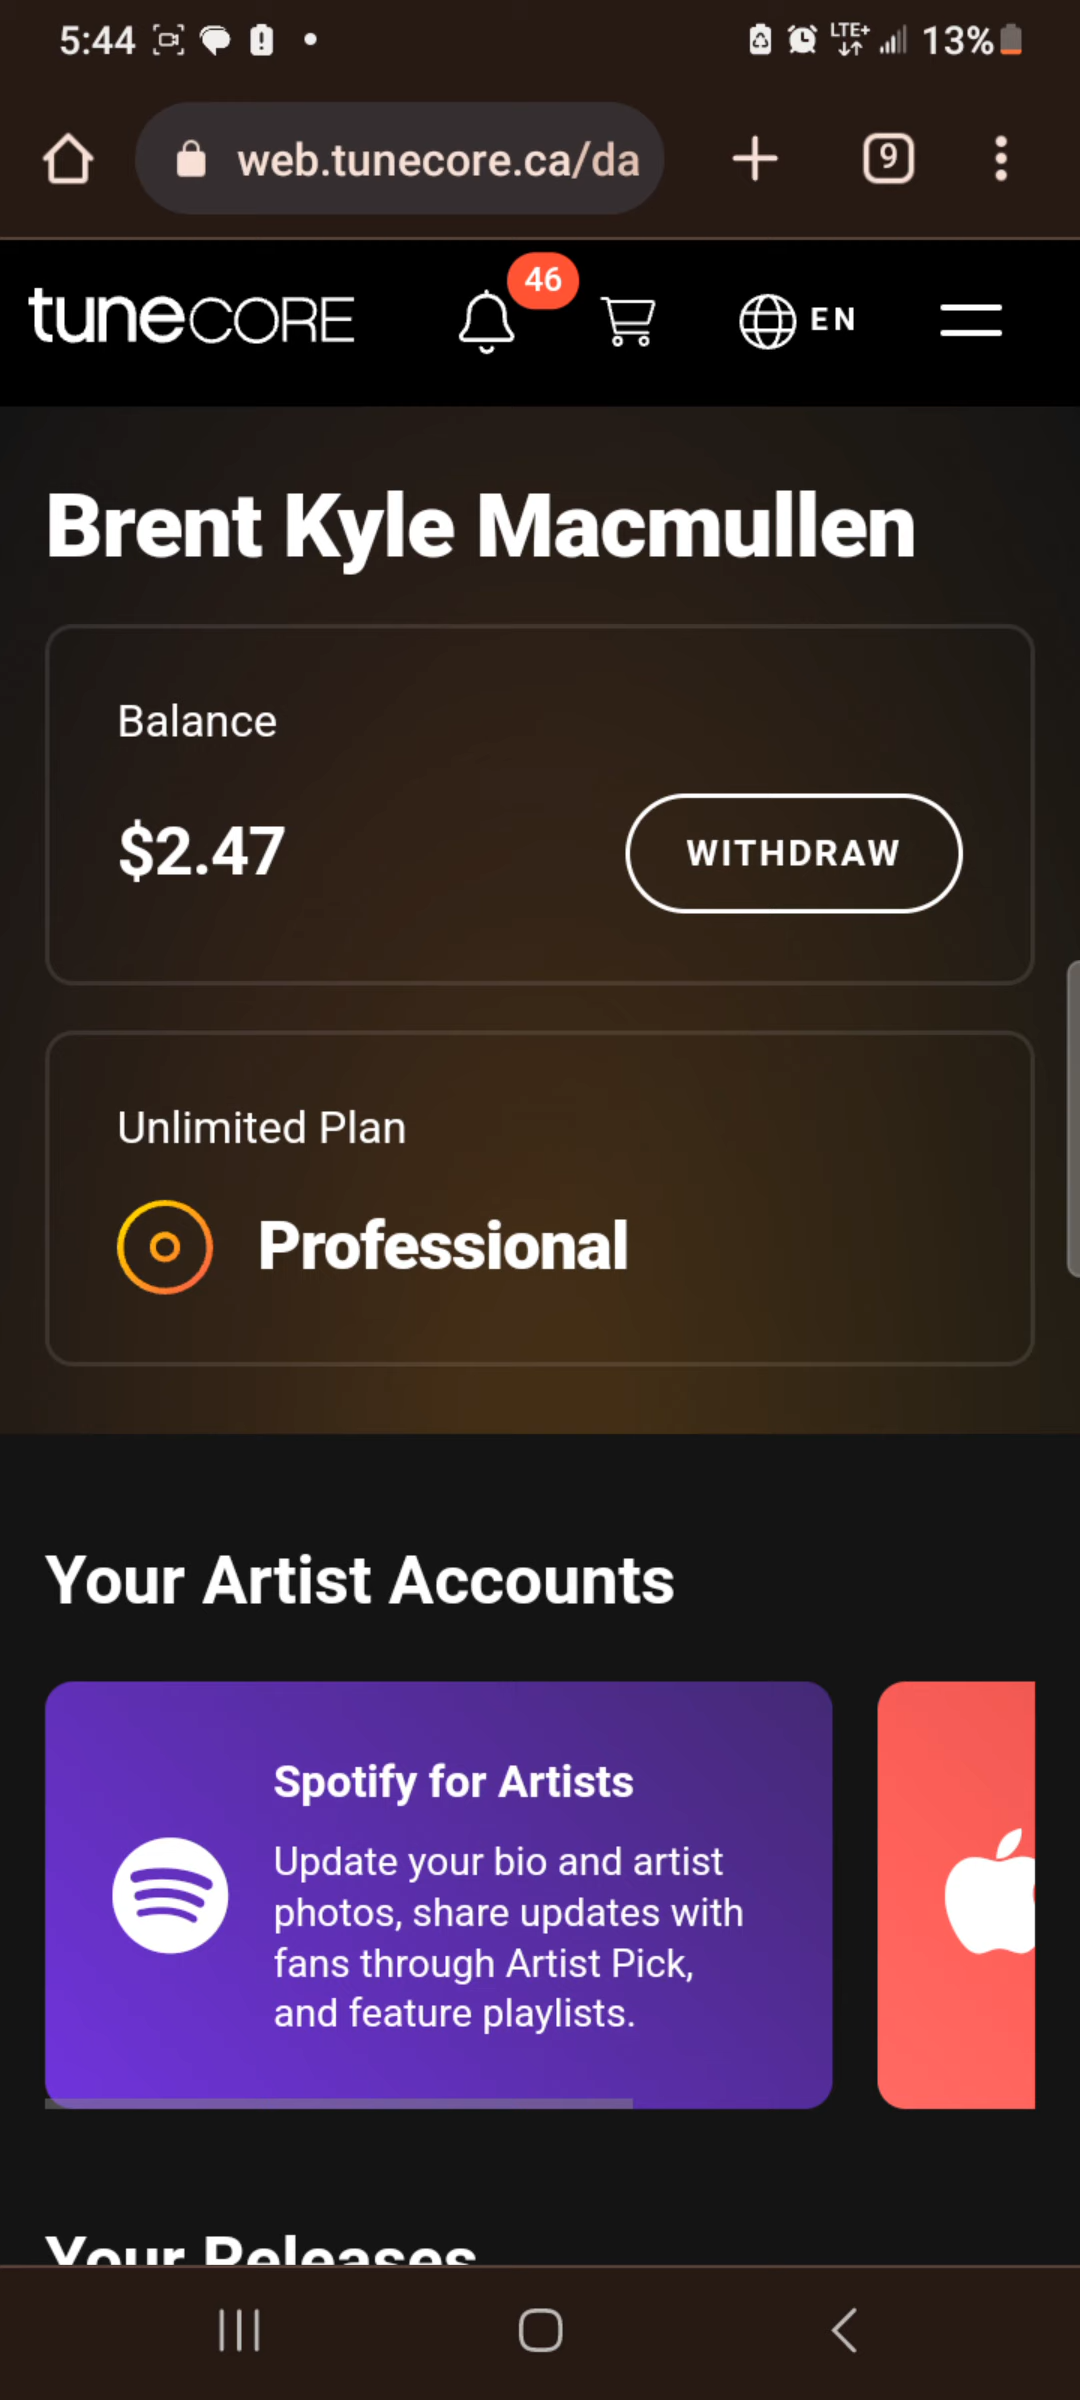 5:44
LTE+
13%
web.tunecore.ca/da
9
tuneCORE
46
EN
Brent Kyle Macmullen
Balance
$2.47
WITHDRAW
Unlimited Plan
Professional
Your Artist Accounts
Spotify for Artists
Update your bio and artist
photos, share updates with
fans through Artist Pick,
and feature playlists.
Your Releases